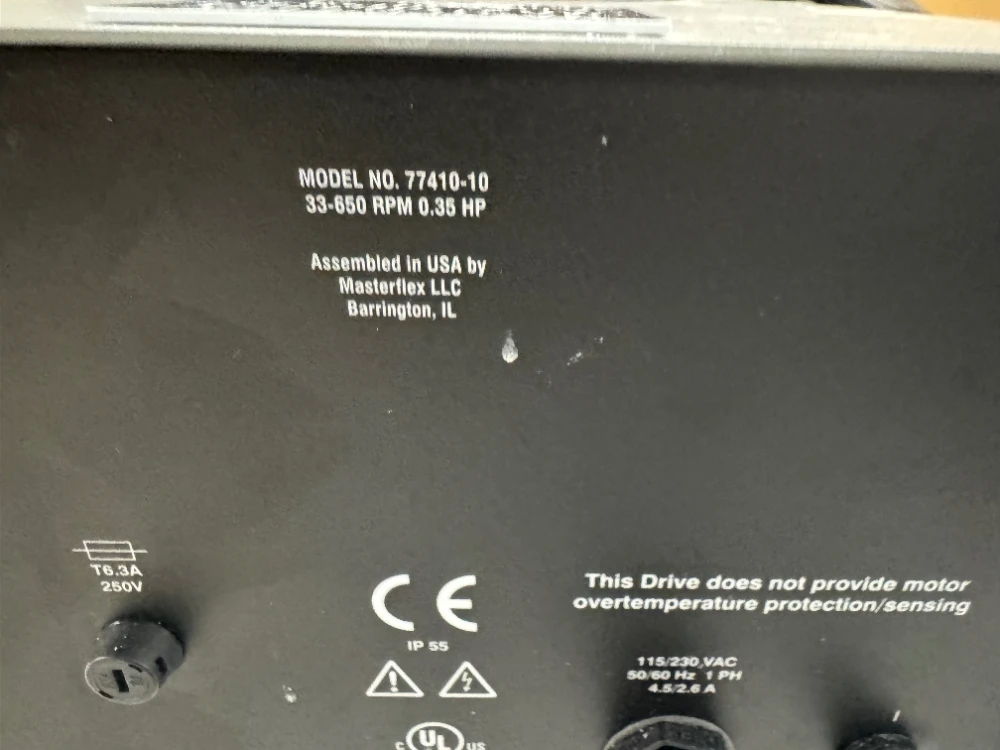 MODEL NO. 77410-10
33-650 RPM 0.35 HP
Assembled in USA by
Masterflex LLC
Barrington, IL
T6.3A
250V
CE
IP 55
This Drive does not provide motor
overtemperature protection/sensing
115/230 VAC
50/60 Hz 1 PH
4.5/2.6 A
C UL US